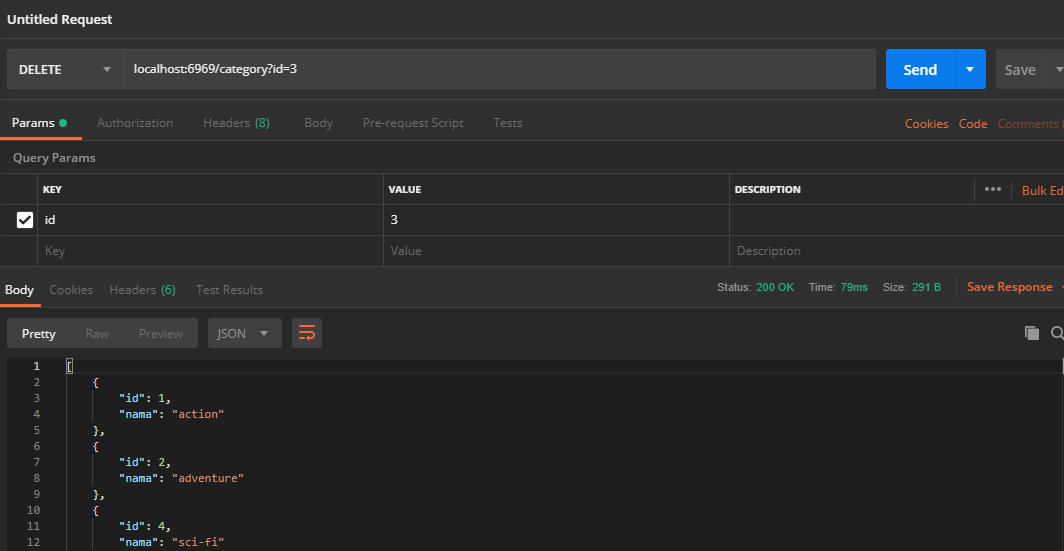 Untitled Request
DELETE localhost:6969/category?id=3 Send Save
Params Authorization Headers (8) Body Pre-request Script Tests Cookies Code Comments (
Query Params
KEY VALUE DESCRIPTION ••• Bulk Ed
id 3
Key Value Description
Body Cookies Headers (6) Test Results Status: 200 OK Time: 79ms Size: 291 B Save Response
Pretty Raw Preview JSON
1 [
2 {
3 "id": 1,
4 "nama": "action"
5 },
6 {
7 "id": 2,
8 "nama": "adventure"
9 },
10 {
11 "id": 4,
12 "nama": "sci-fi"